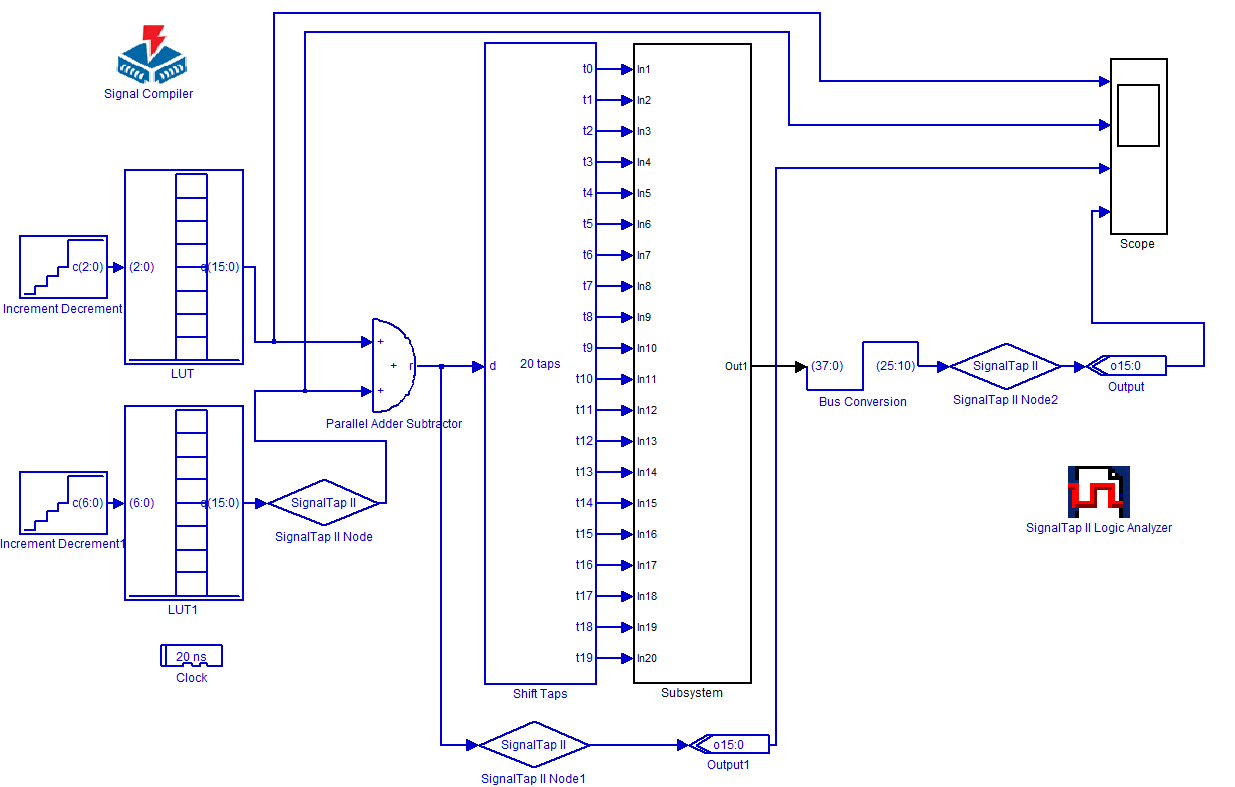 Signal Compiler
c(2:0)
(2:0)
q(15:0)
Increment Decrement
LUT
c(6:0)
(6:0)
q(15:0)
Increment Decrement1
LUT1
SignalTap II
SignalTap II Node
20 ns
Clock
+
+
r
+
Parallel Adder Subtractor
d
20 taps
t0
t1
t2
t3
t4
t5
t6
t7
t8
t9
t10
t11
t12
t13
t14
t15
t16
t17
t18
t19
Shift Taps
In1
In2
In3
In4
In5
In6
In7
In8
In9
In10
In11
In12
In13
In14
In15
In16
In17
In18
In19
In20
Out1
Subsystem
(37:0)
(25:10)
Bus Conversion
SignalTap II
SignalTap II Node2
o15:0
Output
Scope
SignalTap II Logic Analyzer
SignalTap II
SignalTap II Node1
o15:0
Output1